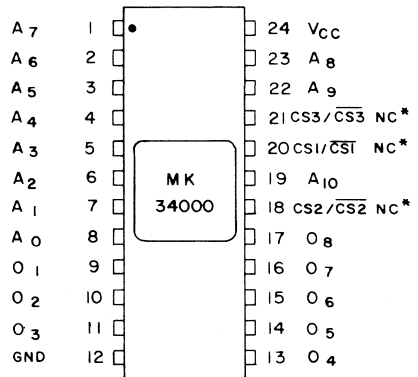 A7 1 24 VCC
A6 2 23 A8
A5 3 22 A9
A4 4 21 CS3/CS3 NC*
A3 5 20 CS1/CS1 NC*
A2 6 MK 19 A10
A1 7 34000 18 CS2/CS2 NC*
A0 8 17 O8
O1 9 16 O7
O2 10 15 O6
O3 11 14 O5
GND 12 13 O4